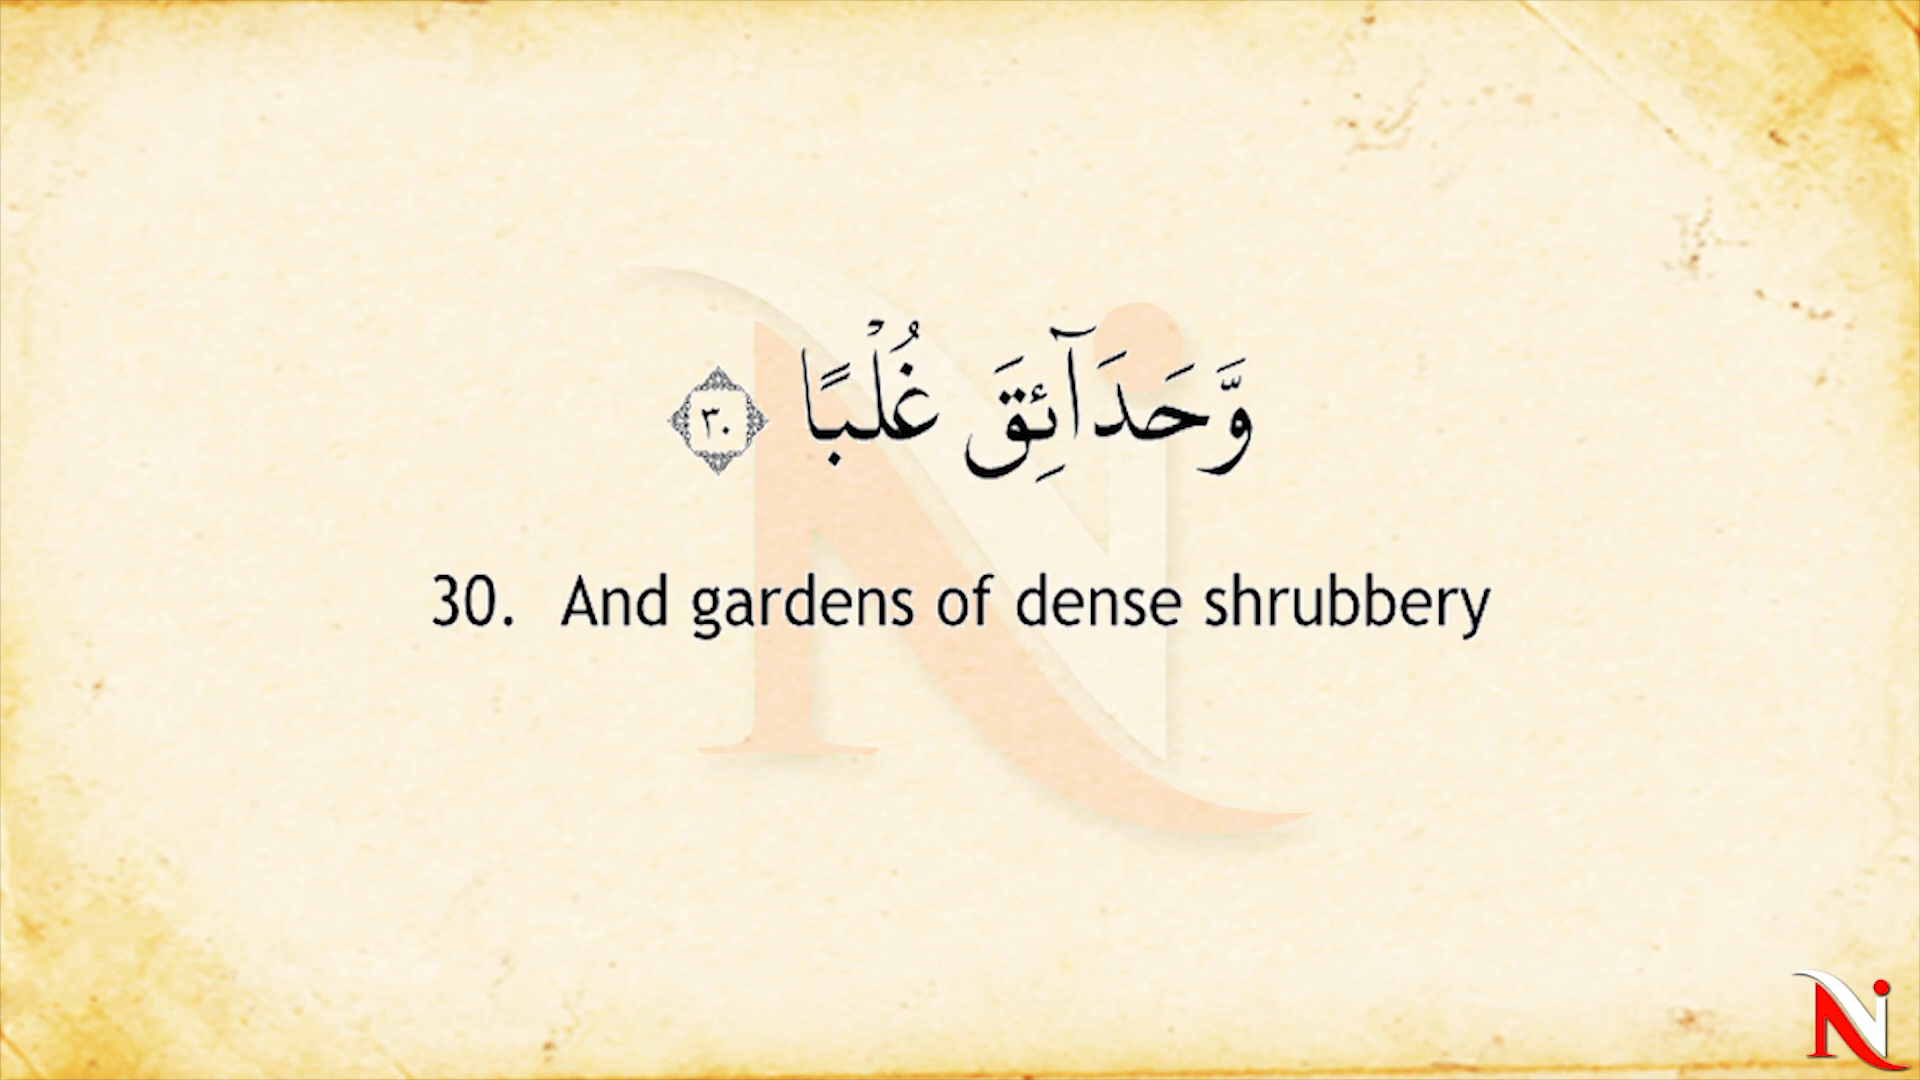 وَّحَدَآئِقَ غُلْبًا ٣٠
30. And gardens of dense shrubbery